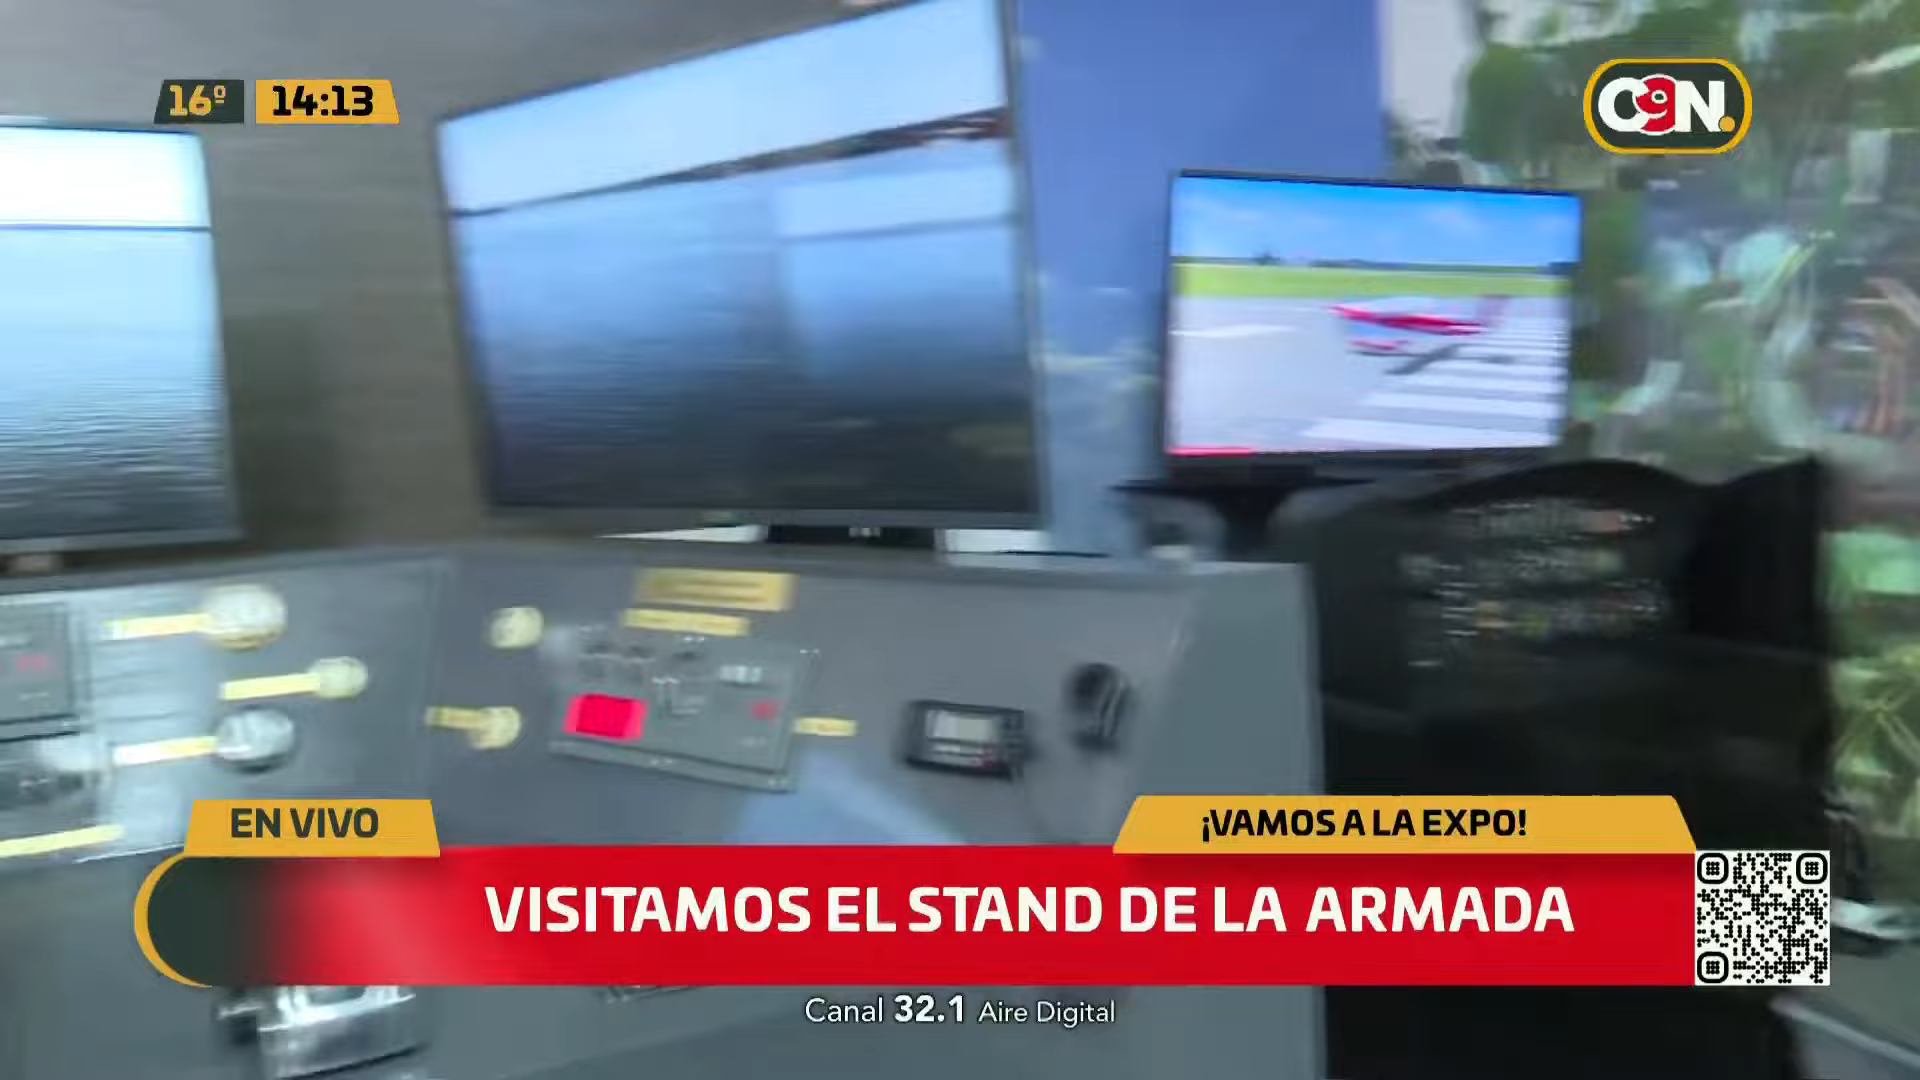 16º 14:13
C9N.
EN VIVO
¡VAMOS A LA EXPO!
VISITAMOS EL STAND DE LA ARMADA
Canal 32.1 Aire Digital